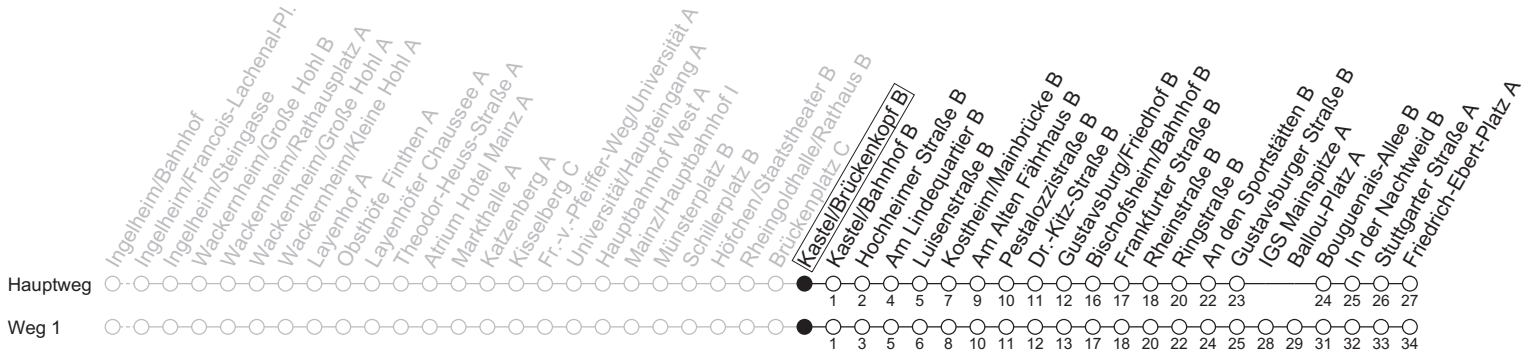 Ingelheim/Bahnhof
Ingelheim/Francois-Lachenal-Pl.
Ingelheim/Steingasse
Wackernheim/Große Hohl B
Wackernheim/Rathausplatz A
Wackernheim/Große Hohl A
Wackernheim/Kleine Hohl A
Layenhof A
Obsthöfe Finthen A
Layenhöfer Chaussee A
Theodor-Heuss-Straße A
Atrium Hotel Mainz A
Markthalle A
Katzenberg A
Kisselberg C
Fr.-v.-Pfeiffer-Weg/Universität A
Universität/Haupteingang A
Hauptbahnhof West A
Mainz/Hauptbahnhof I
Münsterplatz B
Schillerplatz B
Höfchen/Staatstheater B
Rheingoldhalle/Rathaus B
Brückenplatz C
Kastel/Brückenkopf B
Kastel/Bahnhof B
Hochheimer Straße B
Am Lindequartier B
Luisenstraße B
Kostheim/Mainbrücke B
Am Alten Fährhaus B
Pestalozzistraße B
Dr.-Kitz-Straße B
Gustavsburg/Friedhof B
Bischofsheim/Bahnhof B
Frankfurter Straße B
Rheinstraße B
Ringstraße B
An den Sportstätten B
Gustavsburger Straße B
IGS Mainspitze A
Ballou-Platz A
Bouguenais-Allee B
In der Nachtweid B
Stuttgarter Straße A
Friedrich-Ebert-Platz A
Hauptweg
1 2 4 5 7 9 10 11 12 16 17 18 20 22 23 24 25 26 27
Weg 1
1 3 5 6 8 10 11 12 13 17 18 20 22 24 25 28 29 31 32 33 34